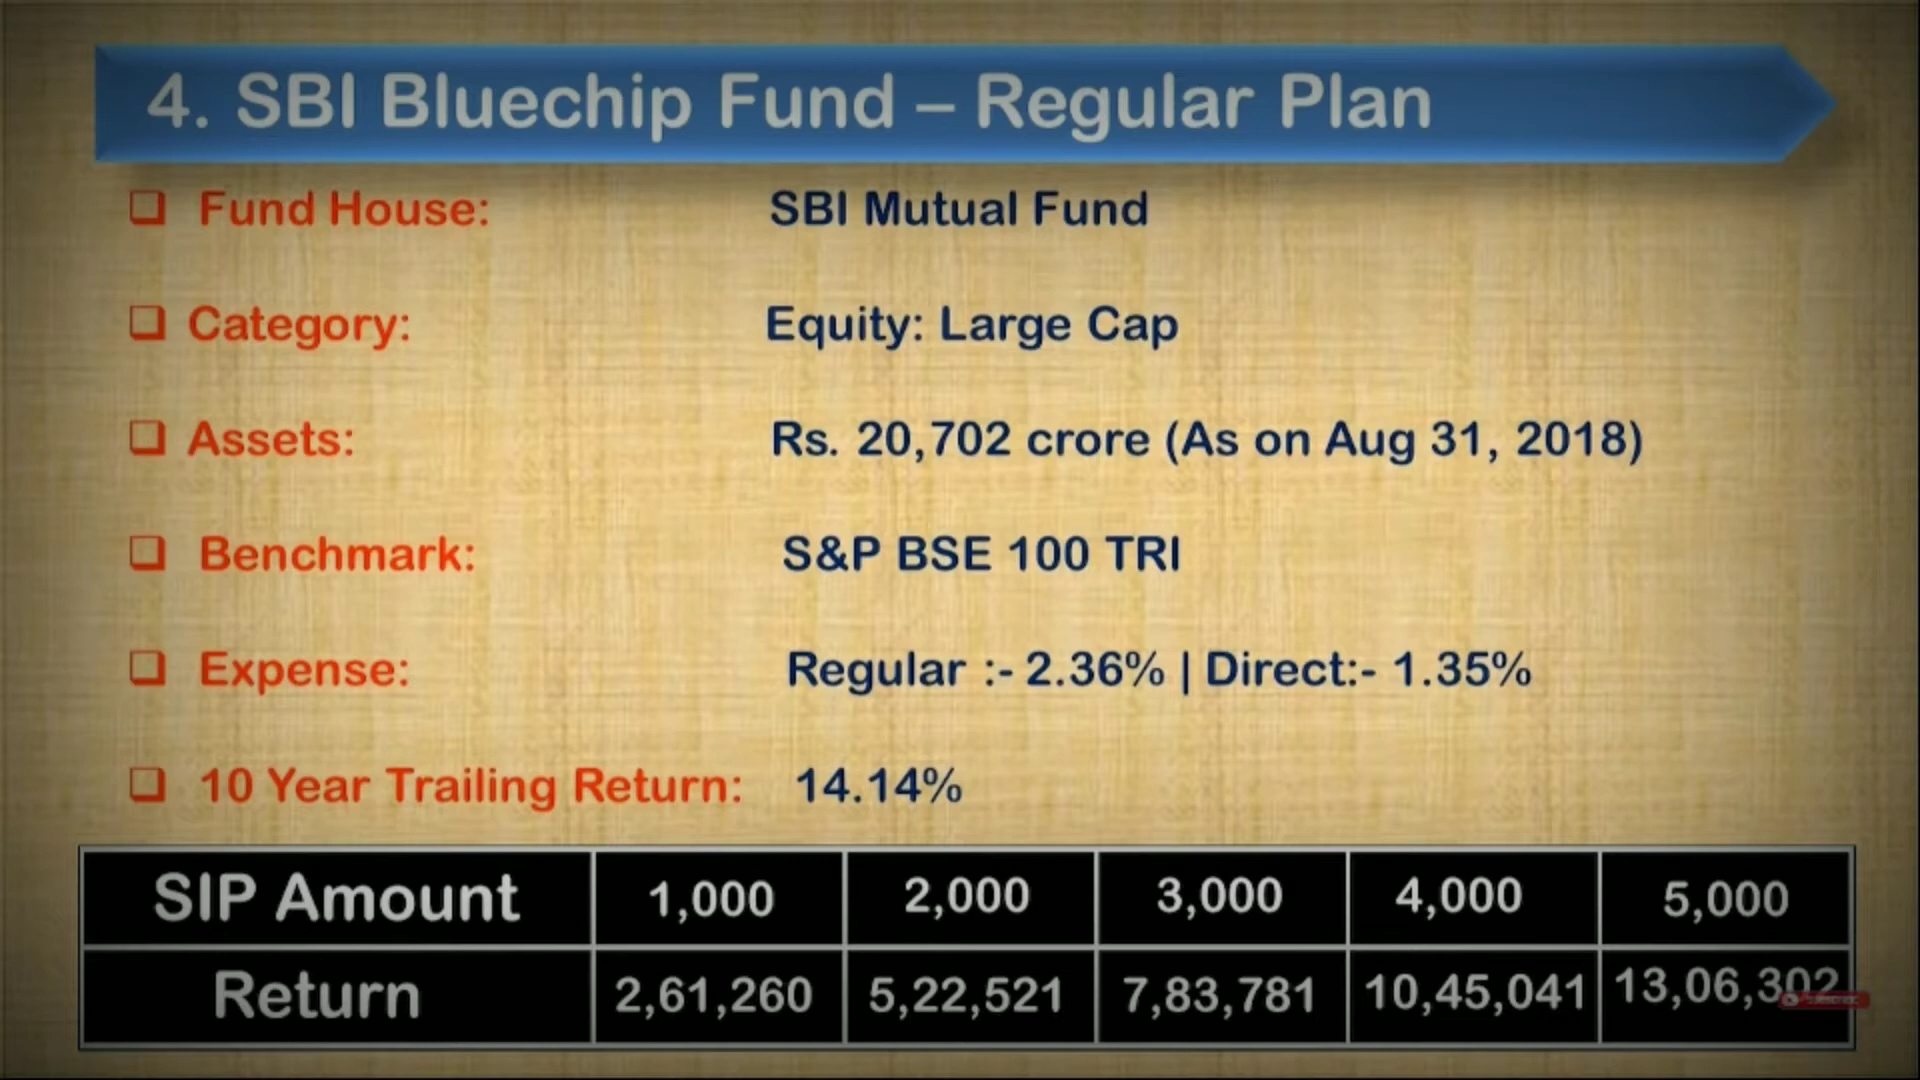 4. SBI Bluechip Fund – Regular Plan
Fund House: SBI Mutual Fund
Category: Equity: Large Cap
Assets: Rs. 20,702 crore (As on Aug 31, 2018)
Benchmark: S&P BSE 100 TRI
Expense: Regular :- 2.36% | Direct:- 1.35%
10 Year Trailing Return: 14.14%
SIP Amount 1,000 2,000 3,000 4,000 5,000
Return 2,61,260 5,22,521 7,83,781 10,45,041 13,06,302